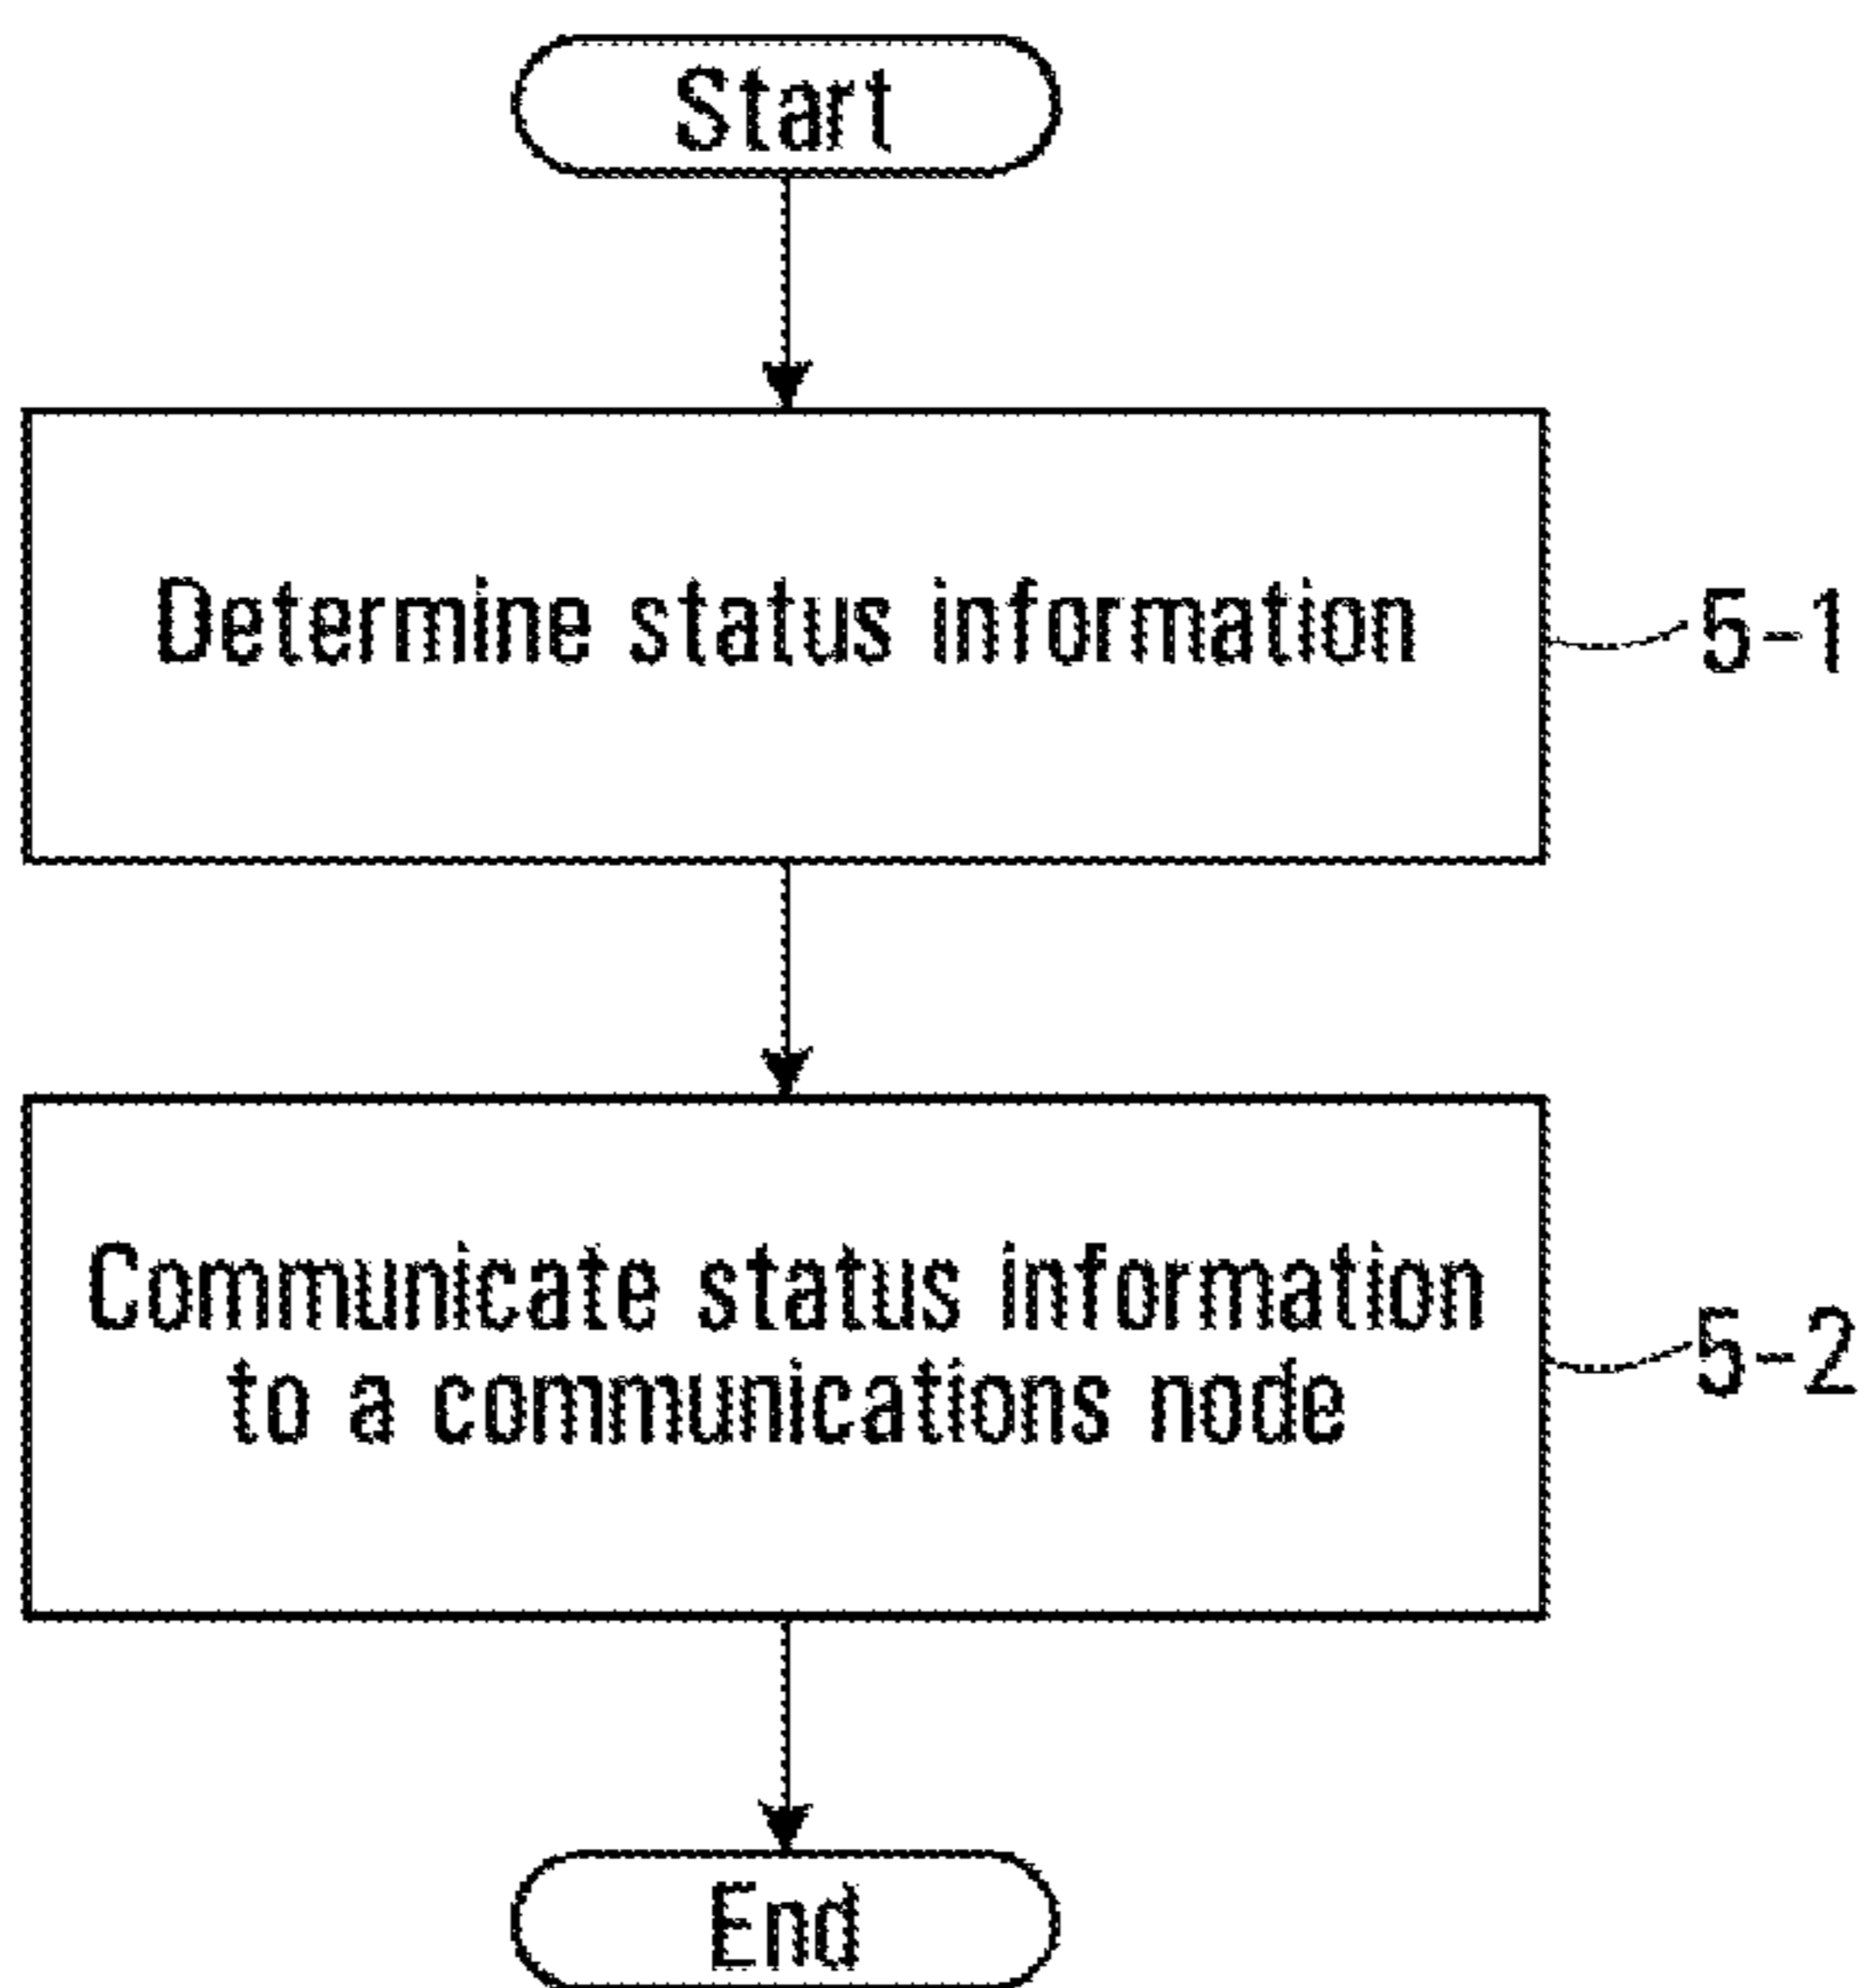 Start
Determine status information
5-1
Communicate status information
to a communications node
5-2
End